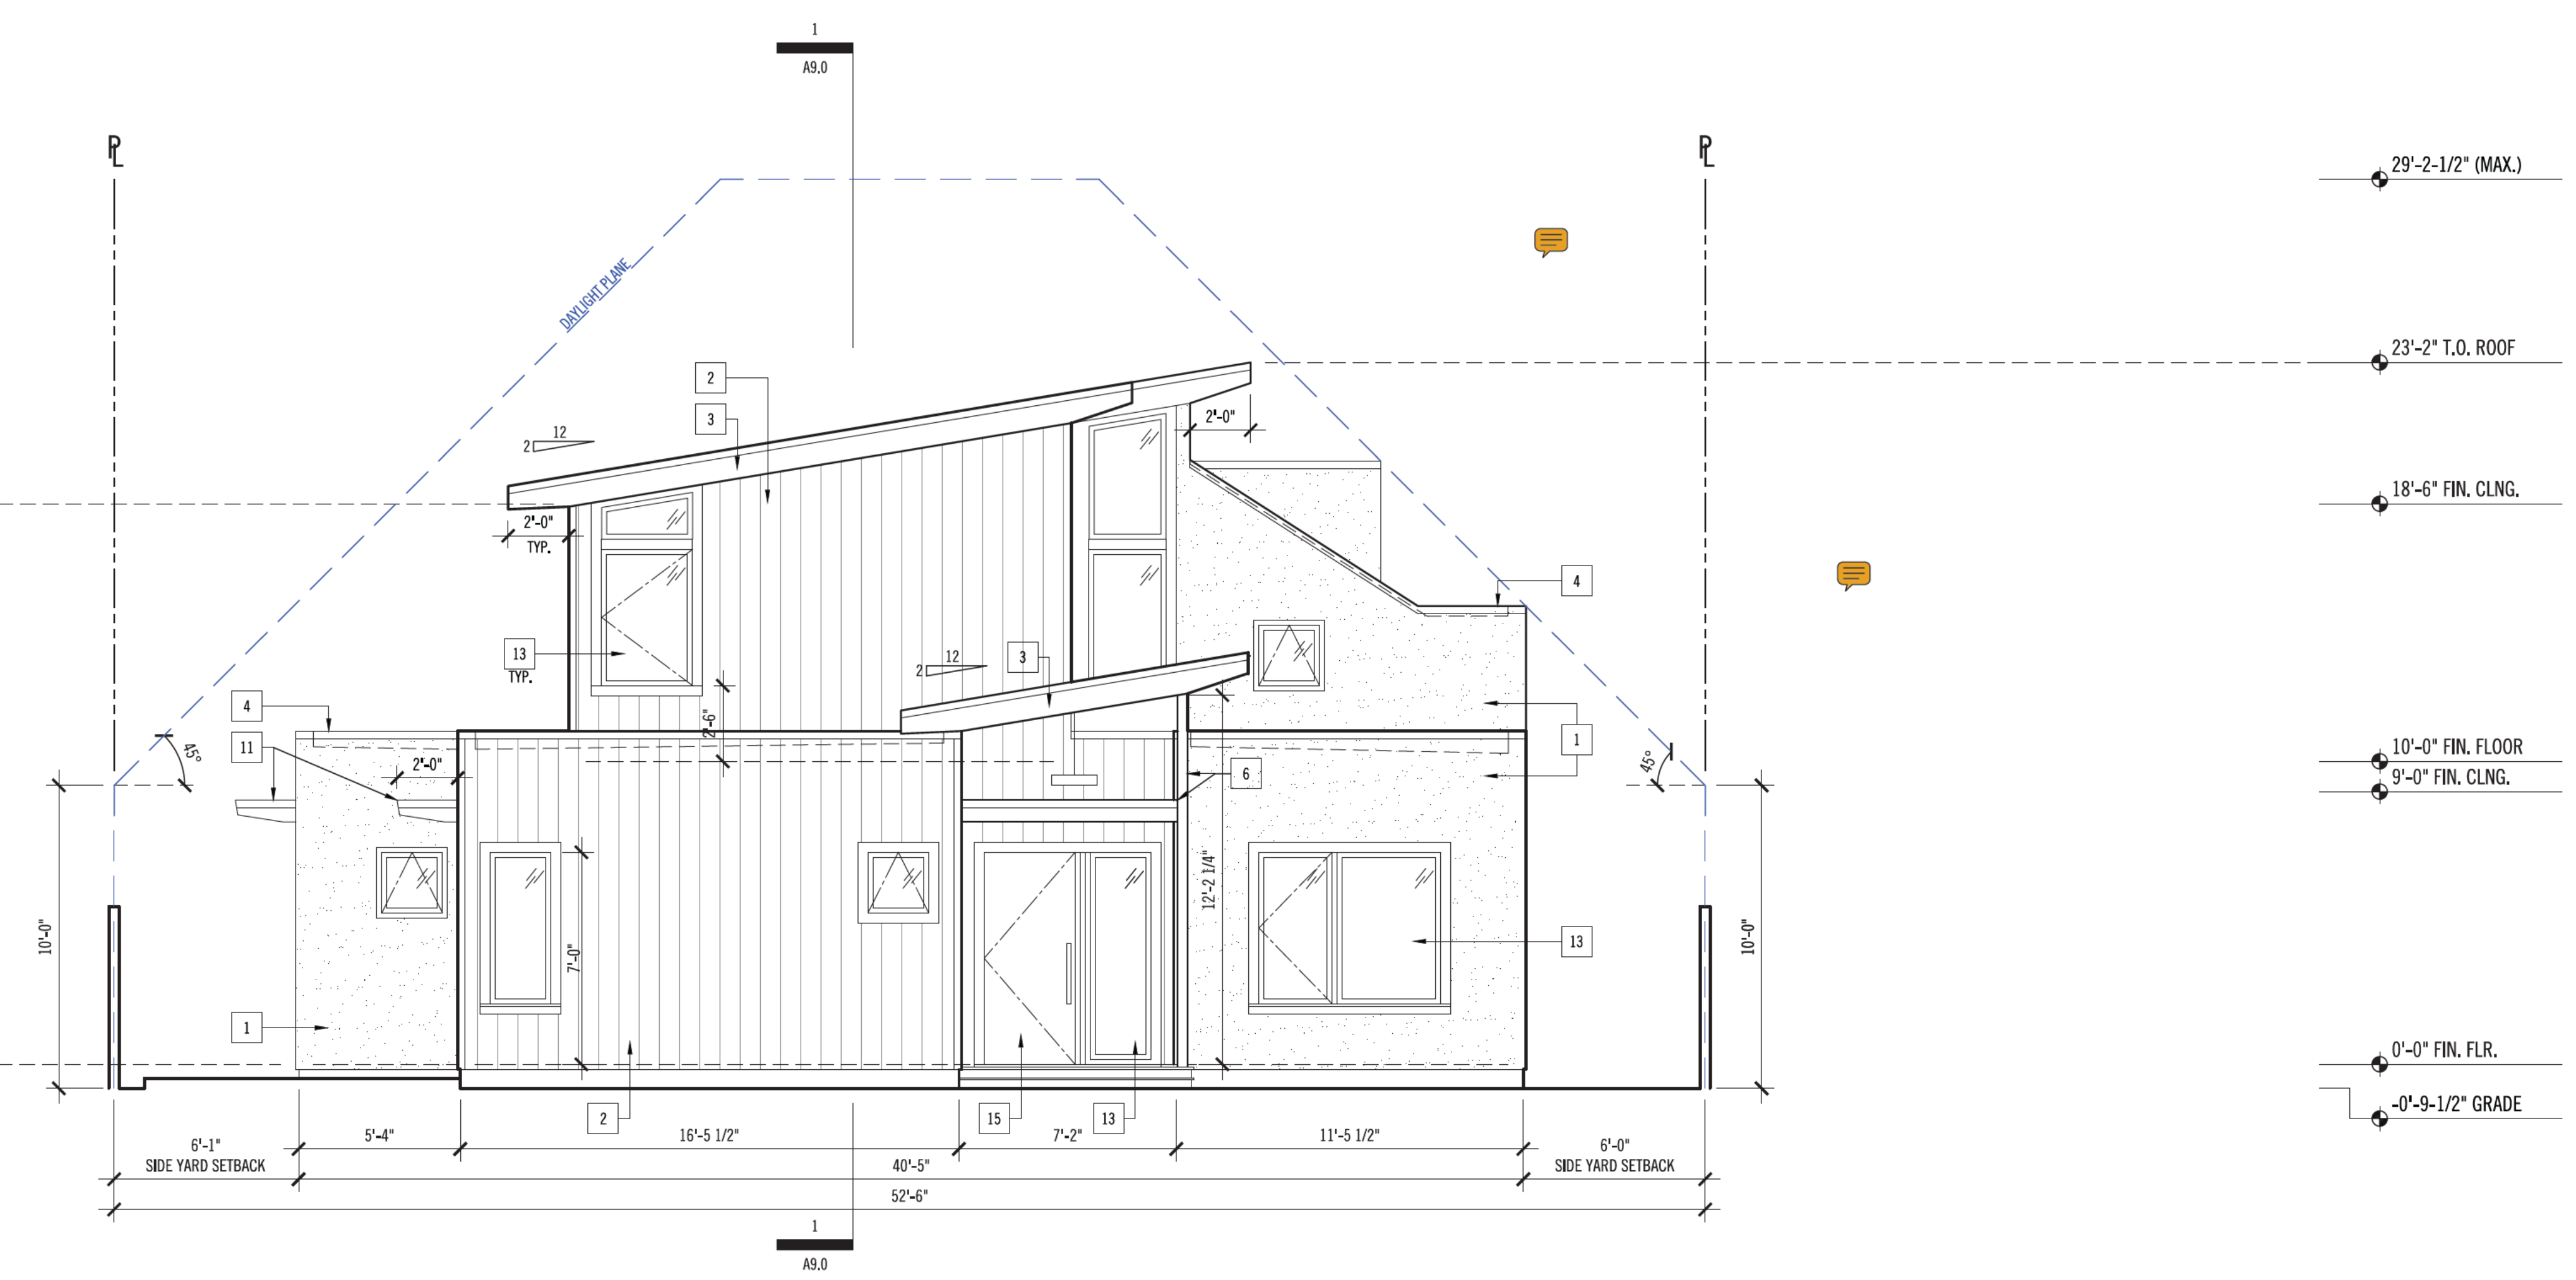 1
A9.0
PL
PL
29'-2-1/2" (MAX.)
DAYLIGHT PLANE
23'-2" T.O. ROOF
2
3
2'-0"
12
2
18'-6" FIN. CLNG.
2'-0"
TYP.
4
13
TYP.
12
2
3
4
2'-6"
1
11
45°
2'-0"
6
45°
10'-0" FIN. FLOOR
9'-0" FIN. CLNG.
12'-2 1/4"
10'-0"
7'-0"
13
10'-0"
1
0'-0" FIN. FLR.
2
15
13
-0'-9-1/2" GRADE
6'-1"
SIDE YARD SETBACK
5'-4"
16'-5 1/2"
7'-2"
11'-5 1/2"
6'-0"
SIDE YARD SETBACK
40'-5"
52'-6"
1
A9.0